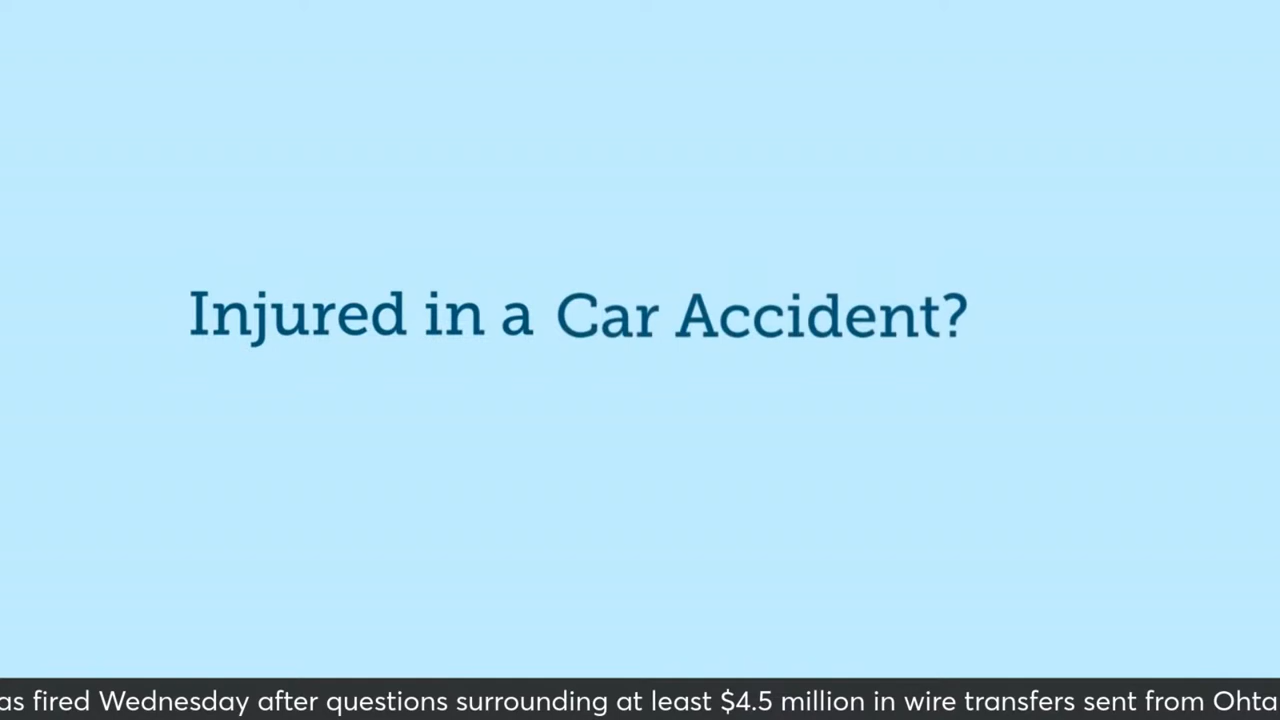 Injured in a Car Accident?
as fired Wednesday after questions surrounding at least $4.5 million in wire transfers sent from Ohta